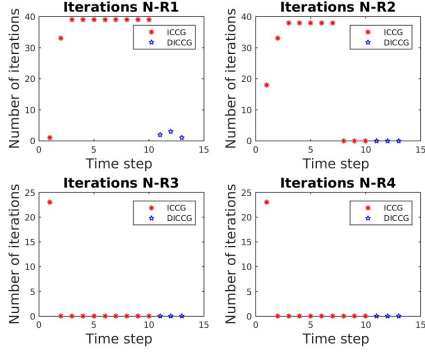 Iterations N-R1
Number of iterations
40
30
20
10
0
0 5 10 15
Time step
ICCG
DICCG
Iterations N-R2
Number of iterations
40
30
20
10
0
0 5 10 15
Time step
ICCG
DICCG
Iterations N-R3
Number of iterations
25
20
15
10
5
0
0 5 10 15
Time step
ICCG
DICCG
Iterations N-R4
Number of iterations
25
20
15
10
5
0
0 5 10 15
Time step
ICCG
DICCG